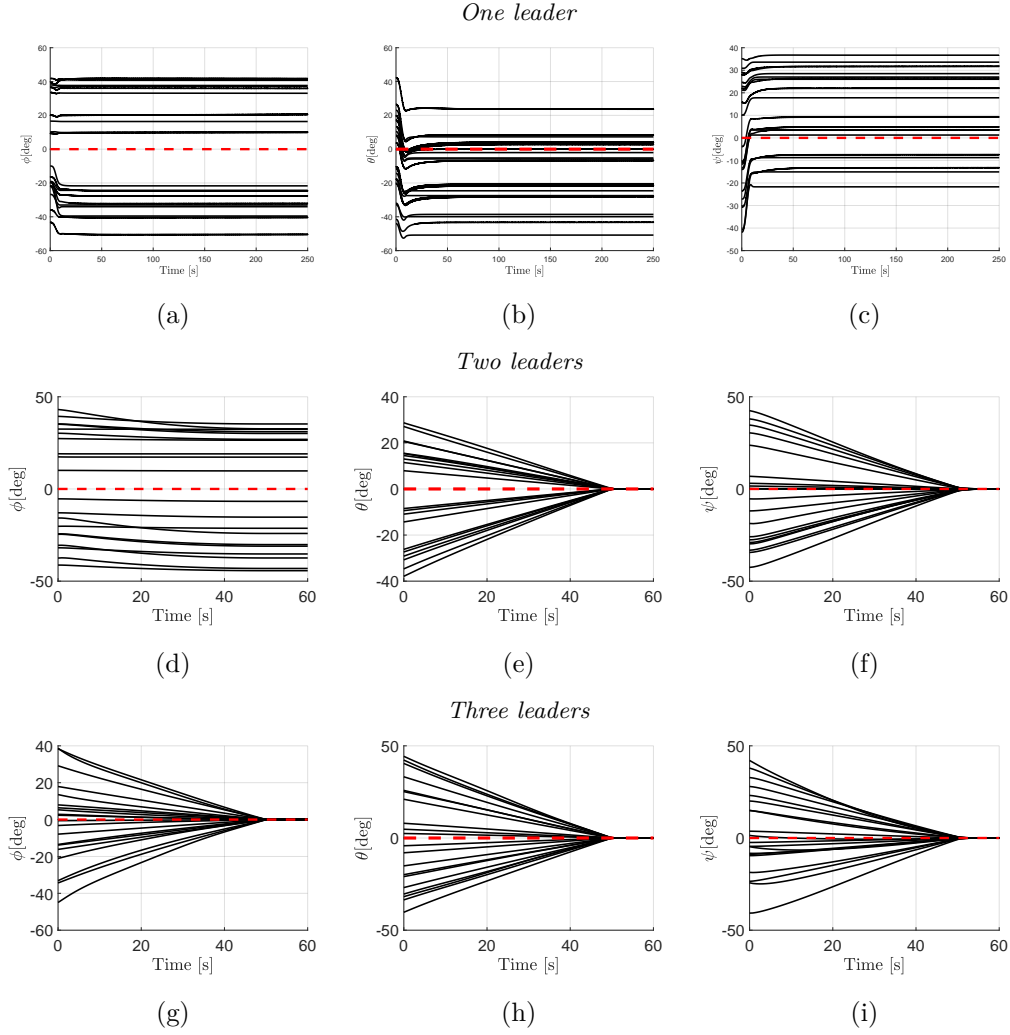 One leader
60
40
20
0
-20
-40
-60
ϕ[deg]
0 50 100 150 200 250
Time [s]
60
40
20
0
-20
-40
-60
θ[deg]
0 50 100 150 200 250
Time [s]
40
30
20
10
0
-10
-20
-30
-40
-50
ψ[deg]
0 50 100 150 200 250
Time [s]
(a) (b) (c)
Two leaders
50
0
-50
ϕ[deg]
0 20 40 60
Time [s]
40
20
0
-20
-40
θ[deg]
0 20 40 60
Time [s]
50
0
-50
ψ[deg]
0 20 40 60
Time [s]
(d) (e) (f)
Three leaders
40
20
0
-20
-40
-60
ϕ[deg]
0 20 40 60
Time [s]
50
0
-50
θ[deg]
0 20 40 60
Time [s]
50
0
-50
ψ[deg]
0 20 40 60
Time [s]
(g) (h) (i)